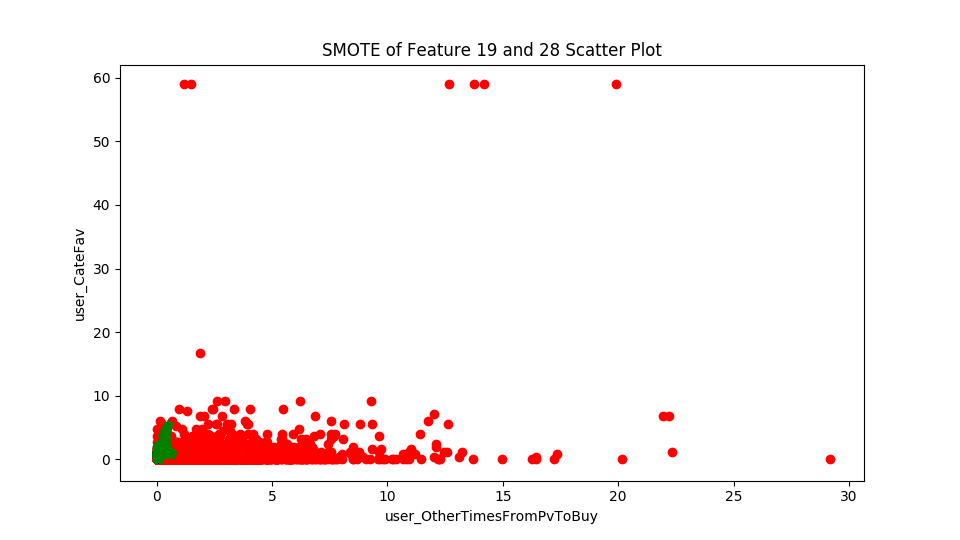 SMOTE of Feature 19 and 28 Scatter Plot
60
50
40
30
20
10
0
user_CateFav
0 5 10 15 20 25 30
user_OtherTimesFromPvToBuy